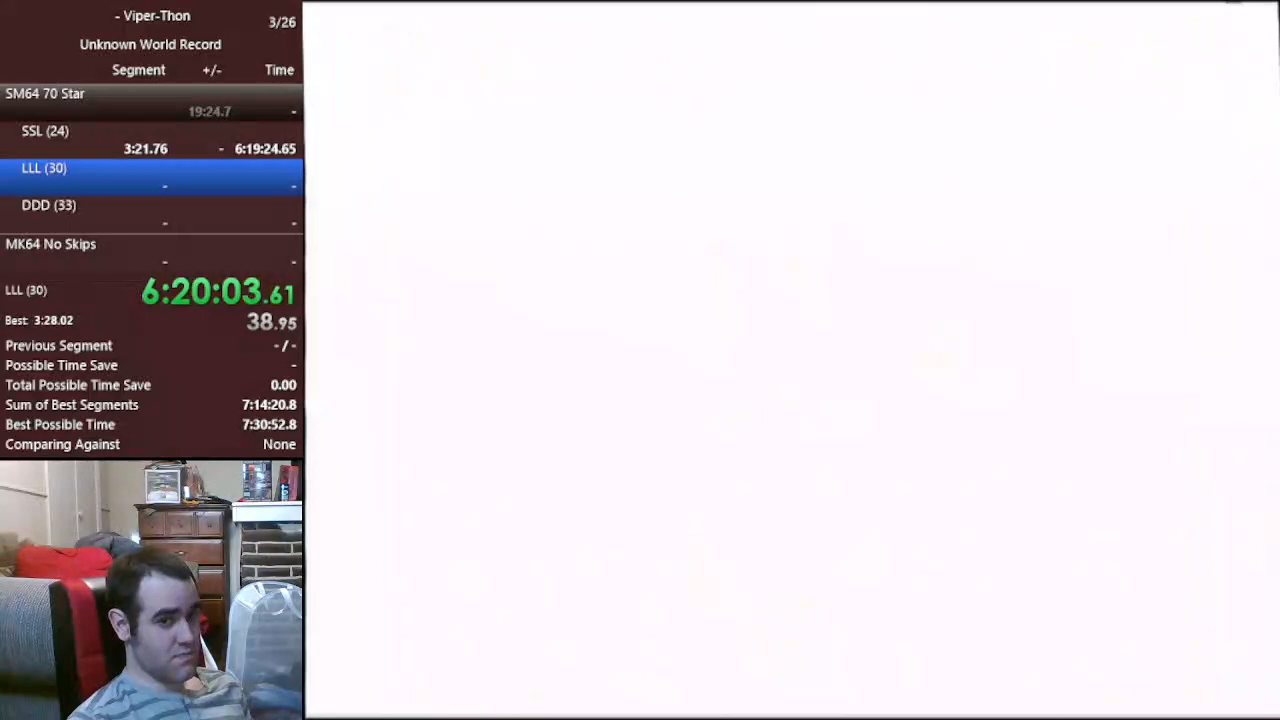 - Viper-Thon
3/26
Unknown World Record
Segment +/- Time
SM64 70 Star
19:24.7 -
SSL (24)
3:21.76 - 6:19:24.65
LLL (30)
- -
DDD (33)
- -
MK64 No Skips
- -
LLL (30) 6:20:03.61
Best: 3:28.02 38.95
Previous Segment - / -
Possible Time Save -
Total Possible Time Save 0.00
Sum of Best Segments 7:14:20.8
Best Possible Time 7:30:52.8
Comparing Against None